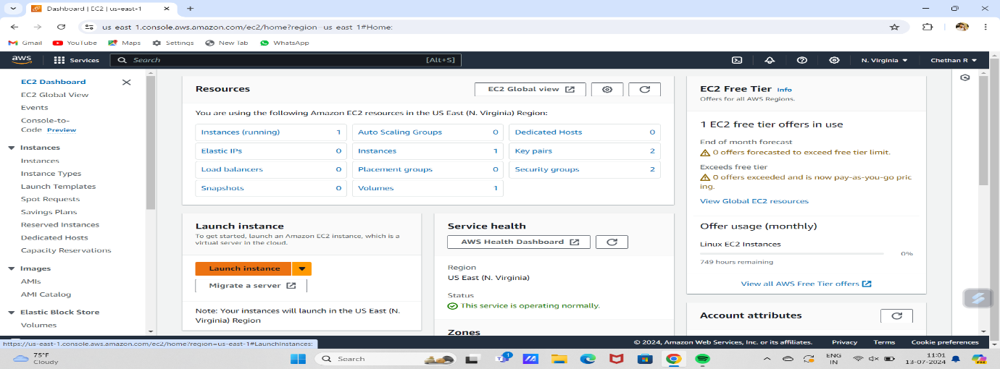 Dashboard | EC2 | us-east-1
us east 1.console.aws.amazon.com/ec2/home?region=us east 1#Home:
Gmail YouTube Maps Settings New Tab WhatsApp
aws Services Search [Alt+S] N. Virginia Chethan R
EC2 Dashboard
EC2 Global View
Events
Console-to-
Code Preview
Instances
Instances
Instance Types
Launch Templates
Spot Requests
Savings Plans
Reserved Instances
Dedicated Hosts
Capacity Reservations
Images
AMIs
AMI Catalog
Elastic Block Store
Volumes
Resources
EC2 Global view
You are using the following Amazon EC2 resources in the US East (N. Virginia) Region:
Instances (running) 1 Auto Scaling Groups 0 Dedicated Hosts 0
Elastic IPs 0 Instances 1 Key pairs 2
Load balancers 0 Placement groups 0 Security groups 2
Snapshots 0 Volumes 1
Launch instance
To get started, launch an Amazon EC2 instance, which is a
virtual server in the cloud.
Launch instance
Migrate a server
Note: Your instances will launch in the US East (N.
Virginia) Region
Service health
AWS Health Dashboard
Region
US East (N. Virginia)
Status
This service is operating normally.
Zones
EC2 Free Tier Info
Offers for all AWS Regions.
1 EC2 free tier offers in use
End of month forecast
0 offers forecasted to exceed free tier limit.
Exceeds free tier
0 offers exceeded and is now pay-as-you-go pric
ing.
View Global EC2 resources
Offer usage (monthly)
Linux EC2 Instances
0%
749 hours remaining
View all AWS Free Tier offers
Account attributes
https://us-east-1.console.aws.amazon.com/ec2/home?region=us-east-1#LaunchInstances:
© 2024, Amazon Web Services, Inc. or its affiliates. Privacy Terms Cookie preferences
75°F
Cloudy
Search
1
ENG
IN
11:01
13-07-2024